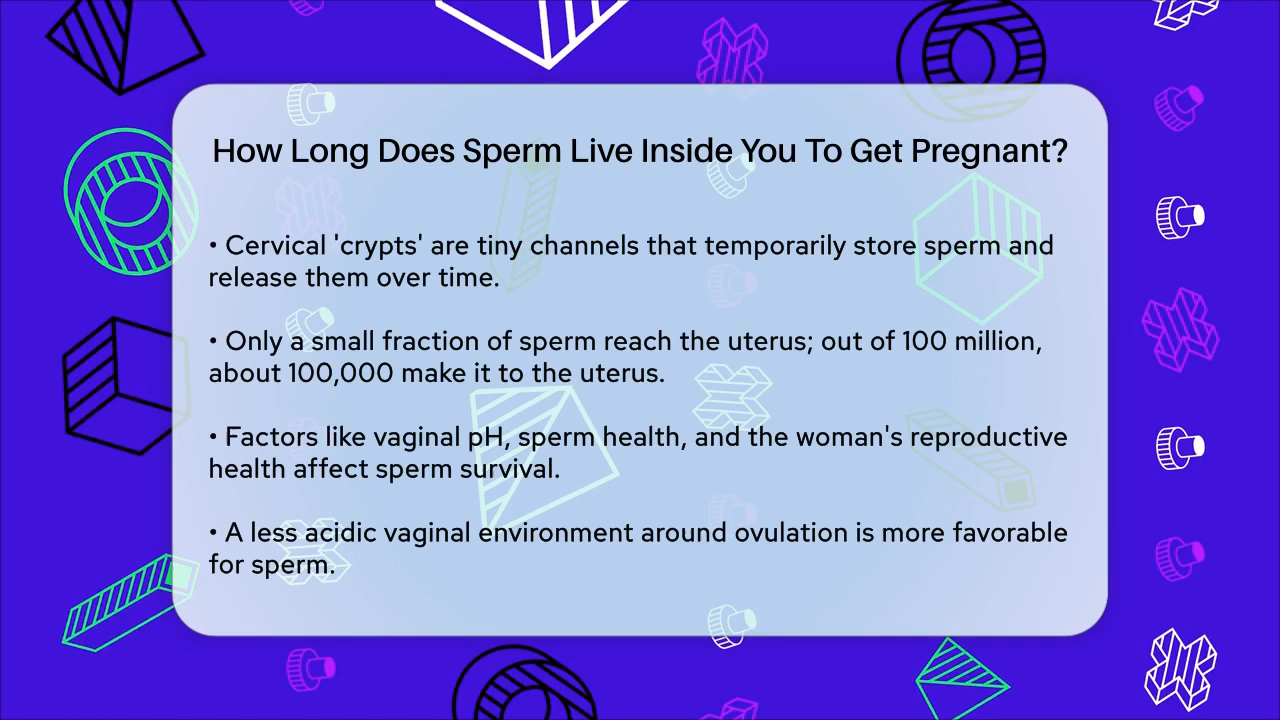 How Long Does Sperm Live Inside You To Get Pregnant?
• Cervical 'crypts' are tiny channels that temporarily store sperm and
release them over time.
• Only a small fraction of sperm reach the uterus; out of 100 million,
about 100,000 make it to the uterus.
• Factors like vaginal pH, sperm health, and the woman's reproductive
health affect sperm survival.
• A less acidic vaginal environment around ovulation is more favorable
for sperm.